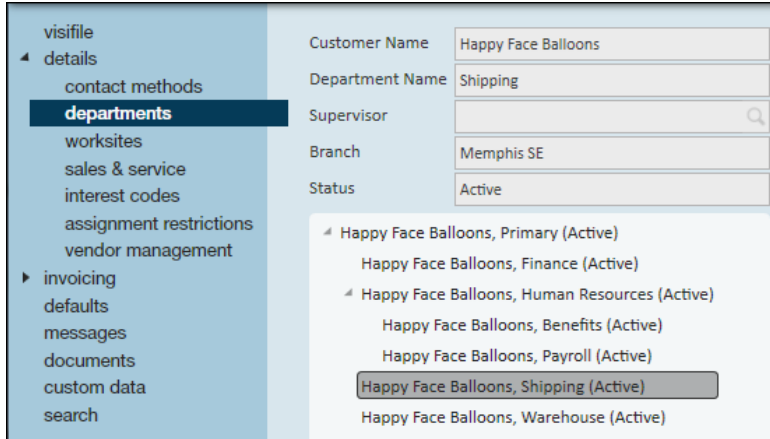 visifile
details
contact methods
departments
worksites
sales & service
interest codes
assignment restrictions
vendor management
invoicing
defaults
messages
documents
custom data
search
Customer Name Happy Face Balloons
Department Name Shipping
Supervisor
Branch Memphis SE
Status Active
Happy Face Balloons, Primary (Active)
Happy Face Balloons, Finance (Active)
Happy Face Balloons, Human Resources (Active)
Happy Face Balloons, Benefits (Active)
Happy Face Balloons, Payroll (Active)
Happy Face Balloons, Shipping (Active)
Happy Face Balloons, Warehouse (Active)